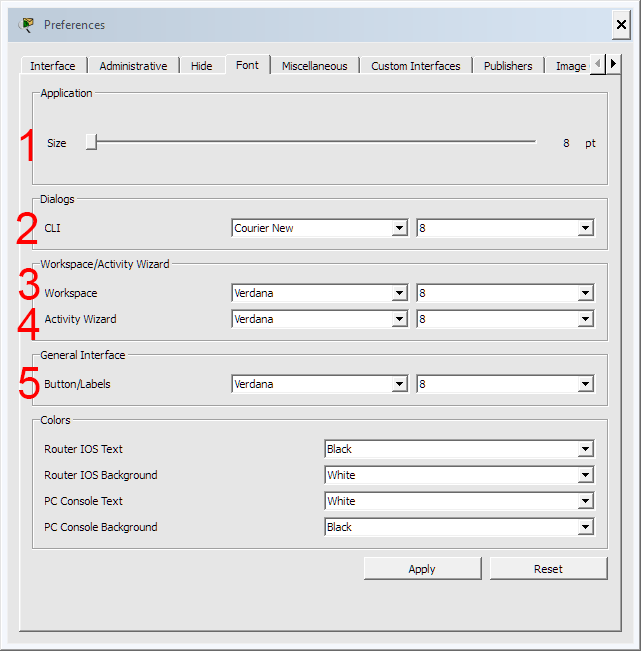 Preferences
Interface Administrative Hide Font Miscellaneous Custom Interfaces Publishers Image
Application
1 Size 8 pt
Dialogs
2 CLI Courier New 8
Workspace/Activity Wizard
3 Workspace Verdana 8
4 Activity Wizard Verdana 8
General Interface
5 Button/Labels Verdana 8
Colors
Router IOS Text Black
Router IOS Background White
PC Console Text White
PC Console Background Black
Apply Reset